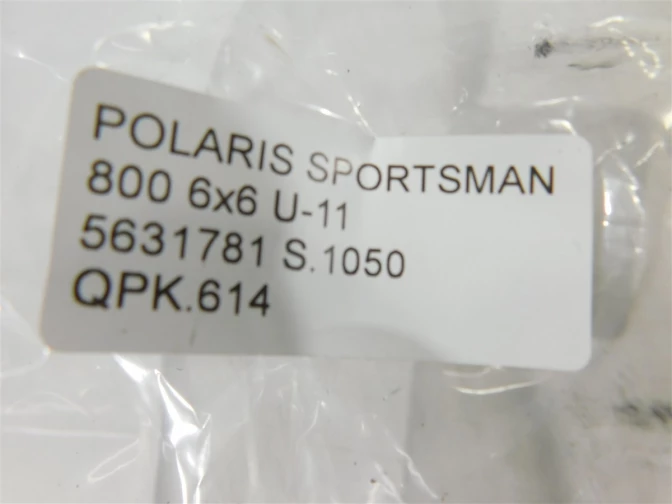 POLARIS SPORTSMAN
800 6x6 U-11
5631781 S.1050
QPK.614